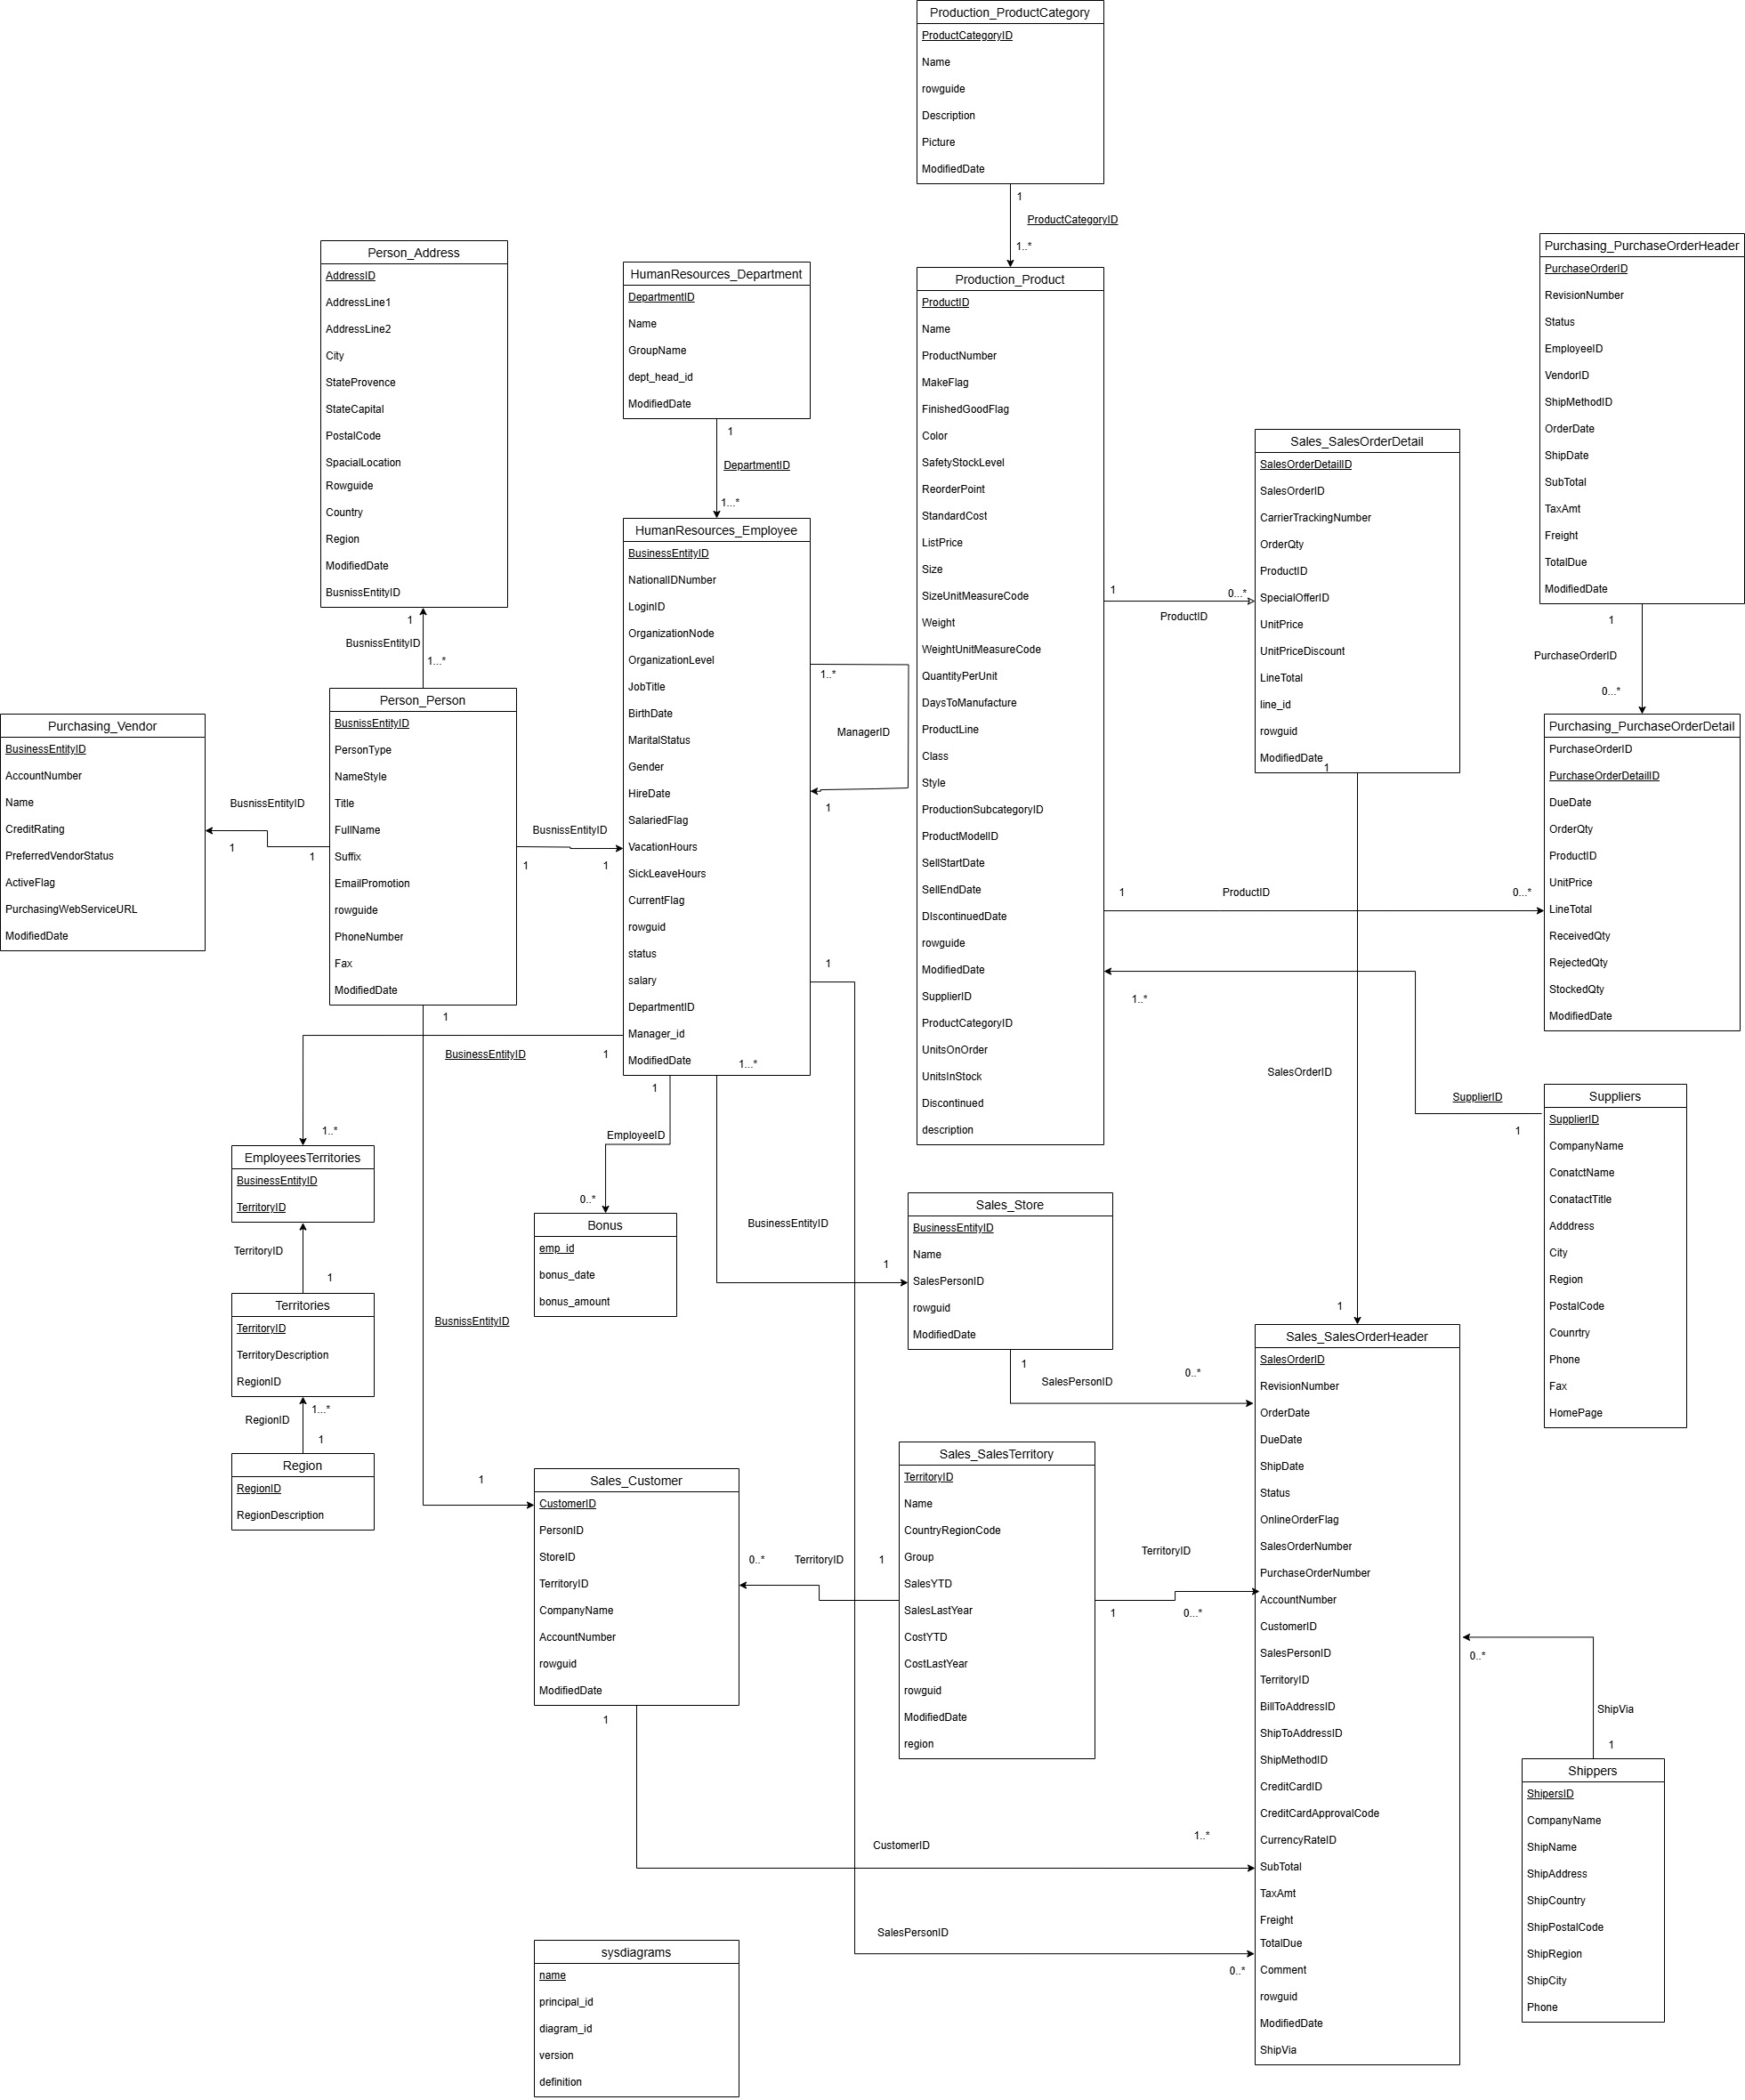 Production_ProductCategory
ProductCategoryID
Name
rowguide
Description
Picture
ModifiedDate
1
ProductCategoryID
1..*
Person_Address
AddressID
AddressLine1
AddressLine2
City
StateProvence
StateCapital
PostalCode
SpacialLocation
Rowguide
Country
Region
ModifiedDate
BusnissEntityID
1
BusnissEntityID
1...*
HumanResources_Department
DepartmentID
Name
GroupName
dept_head_id
ModifiedDate
1
DepartmentID
1...*
Production_Product
ProductID
Name
ProductNumber
MakeFlag
FinishedGoodFlag
Color
SafetyStockLevel
ReorderPoint
StandardCost
ListPrice
Size
SizeUnitMeasureCode
Weight
WeightUnitMeasureCode
QuantityPerUnit
DaysToManufacture
ProductLine
Class
Style
ProductionSubcategoryID
ProductModelID
SellStartDate
SellEndDate
DIscontinuedDate
rowguide
ModifiedDate
SupplierID
ProductCategoryID
UnitsOnOrder
UnitsInStock
Discontinued
description
Purchasing_PurchaseOrderHeader
PurchaseOrderID
RevisionNumber
Status
EmployeeID
VendorID
ShipMethodID
OrderDate
ShipDate
SubTotal
TaxAmt
Freight
TotalDue
ModifiedDate
1
PurchaseOrderID
0...*
Sales_SalesOrderDetail
SalesOrderDetailID
SalesOrderID
CarrierTrackingNumber
OrderQty
ProductID
SpecialOfferID
UnitPrice
UnitPriceDiscount
LineTotal
line_id
rowguid
ModifiedDate
1
1
0...*
ProductID
HumanResources_Employee
BusinessEntityID
NationalIDNumber
LoginID
OrganizationNode
OrganizationLevel
JobTitle
BirthDate
MaritalStatus
Gender
HireDate
SalariedFlag
VacationHours
SickLeaveHours
CurrentFlag
rowguid
status
salary
DepartmentID
Manager_id
ModifiedDate
1...*
1..*
ManagerID
1
Person_Person
BusnissEntityID
PersonType
NameStyle
Title
FullName
Suffix
EmailPromotion
rowguide
PhoneNumber
Fax
ModifiedDate
Purchasing_Vendor
BusinessEntityID
AccountNumber
Name
CreditRating
PreferredVendorStatus
ActiveFlag
PurchasingWebServiceURL
ModifiedDate
BusnissEntityID
1
1
BusnissEntityID
1
1
Purchasing_PurchaseOrderDetail
PurchaseOrderID
PurchaseOrderDetailID
DueDate
OrderQty
ProductID
UnitPrice
LineTotal
ReceivedQty
RejectedQty
StockedQty
ModifiedDate
1
ProductID
0...*
1
1..*
1
BusinessEntityID
1
1..*
1
EmployeeID
0..*
SalesOrderID
1
SupplierID
1
Suppliers
SupplierID
CompanyName
ConatctName
ConatactTitle
Adddress
City
Region
PostalCode
Counrtry
Phone
Fax
HomePage
EmployeesTerritories
BusinessEntityID
TerritoryID
TerritoryID
1
Territories
TerritoryID
TerritoryDescription
RegionID
1...*
RegionID
1
Region
RegionID
RegionDescription
Bonus
emp_id
bonus_date
bonus_amount
BusinessEntityID
1
Sales_Store
BusinessEntityID
Name
SalesPersonID
rowguid
ModifiedDate
1
SalesPersonID
0..*
BusnissEntityID
1
Sales_SalesOrderHeader
SalesOrderID
RevisionNumber
OrderDate
DueDate
ShipDate
Status
OnlineOrderFlag
SalesOrderNumber
PurchaseOrderNumber
AccountNumber
CustomerID
SalesPersonID
TerritoryID
BillToAddressID
ShipToAddressID
ShipMethodID
CreditCardID
CreditCardApprovalCode
CurrencyRateID
SubTotal
TaxAmt
Freight
TotalDue
Comment
rowguid
ModifiedDate
ShipVia
Sales_Customer
CustomerID
PersonID
StoreID
TerritoryID
CompanyName
AccountNumber
rowguid
ModifiedDate
0..*
TerritoryID
1
Sales_SalesTerritory
TerritoryID
Name
CountryRegionCode
Group
SalesYTD
SalesLastYear
CostYTD
CostLastYear
rowguid
ModifiedDate
region
TerritoryID
1
0...*
0..*
ShipVia
1
Shippers
ShipersID
CompanyName
ShipName
ShipAddress
ShipCountry
ShipPostalCode
ShipRegion
ShipCity
Phone
1
CustomerID
1..*
SalesPersonID
0..*
sysdiagrams
name
principal_id
diagram_id
version
definition